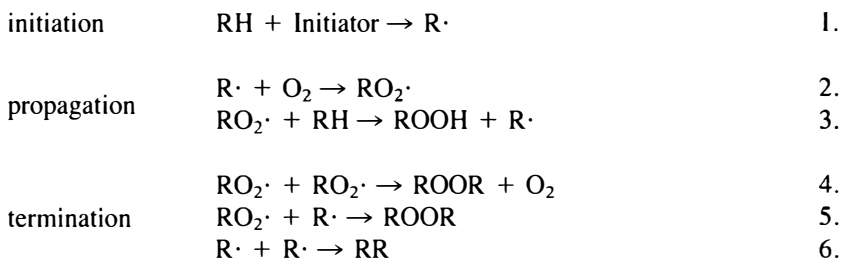 initiation RH + Initiator → R· 1.
R· + O₂ → RO₂· 2.
propagation
RO₂· + RH → ROOH + R· 3.
RO₂· + RO₂· → ROOR + O₂ 4.
termination RO₂· + R· → ROOR 5.
R· + R· → RR 6.